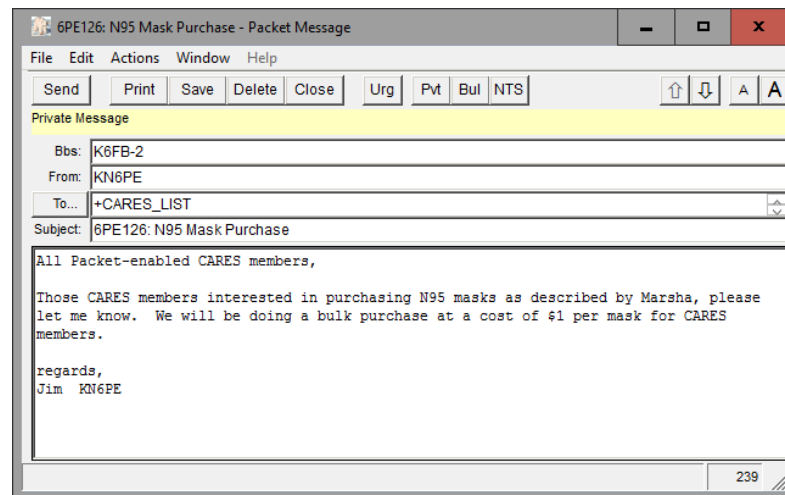 6PE126: N95 Mask Purchase - Packet Message
File Edit Actions Window Help
Send Print Save Delete Close Urg Pvt Bul NTS A A
Private Message
Bbs: K6FB-2
From: KN6PE
To... +CARES_LIST
Subject: 6PE126: N95 Mask Purchase
All Packet-enabled CARES members,
Those CARES members interested in purchasing N95 masks as described by Marsha, please
let me know.  We will be doing a bulk purchase at a cost of $1 per mask for CARES
members.
regards,
Jim  KN6PE
239